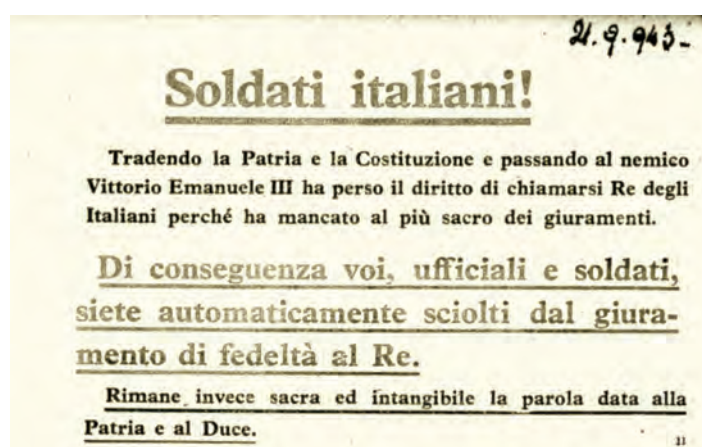 21.9.943-
Soldati italiani!
Tradendo la Patria e la Costituzione e passando al nemico
Vittorio Emanuele III ha perso il diritto di chiamarsi Re degli
Italiani perché ha mancato al più sacro dei giuramenti.
Di conseguenza voi, ufficiali e soldati,
siete automaticamente sciolti dal giura-
mento di fedeltà al Re.
Rimane invece sacra ed intangibile la parola data alla
Patria e al Duce.